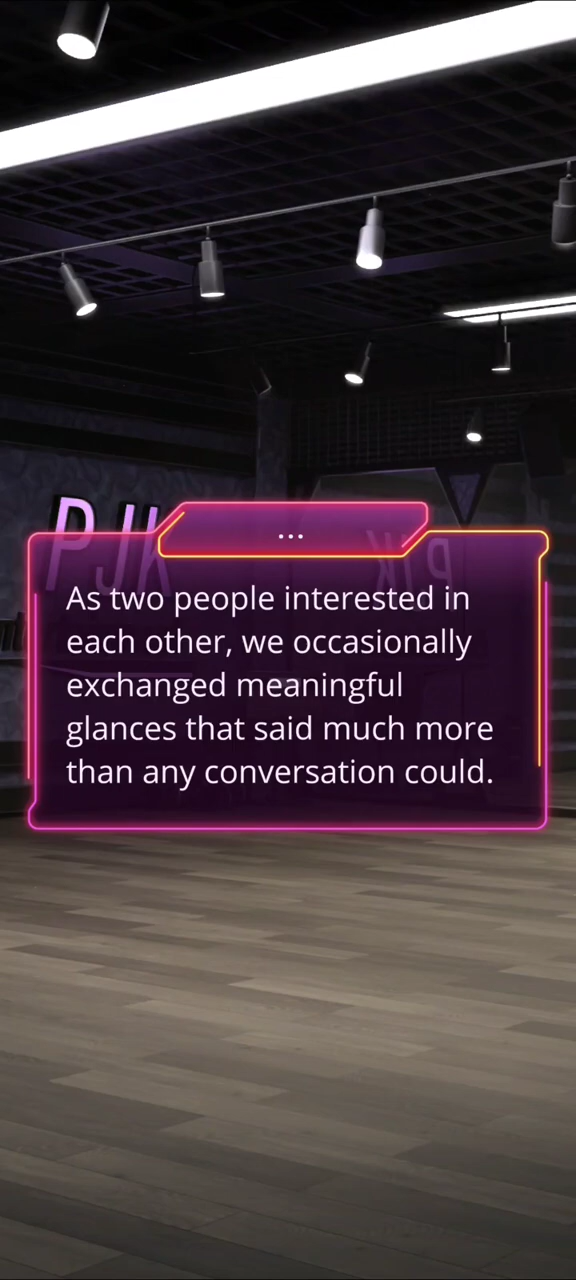 PJK
...
As two people interested in
each other, we occasionally
exchanged meaningful
glances that said much more
than any conversation could.